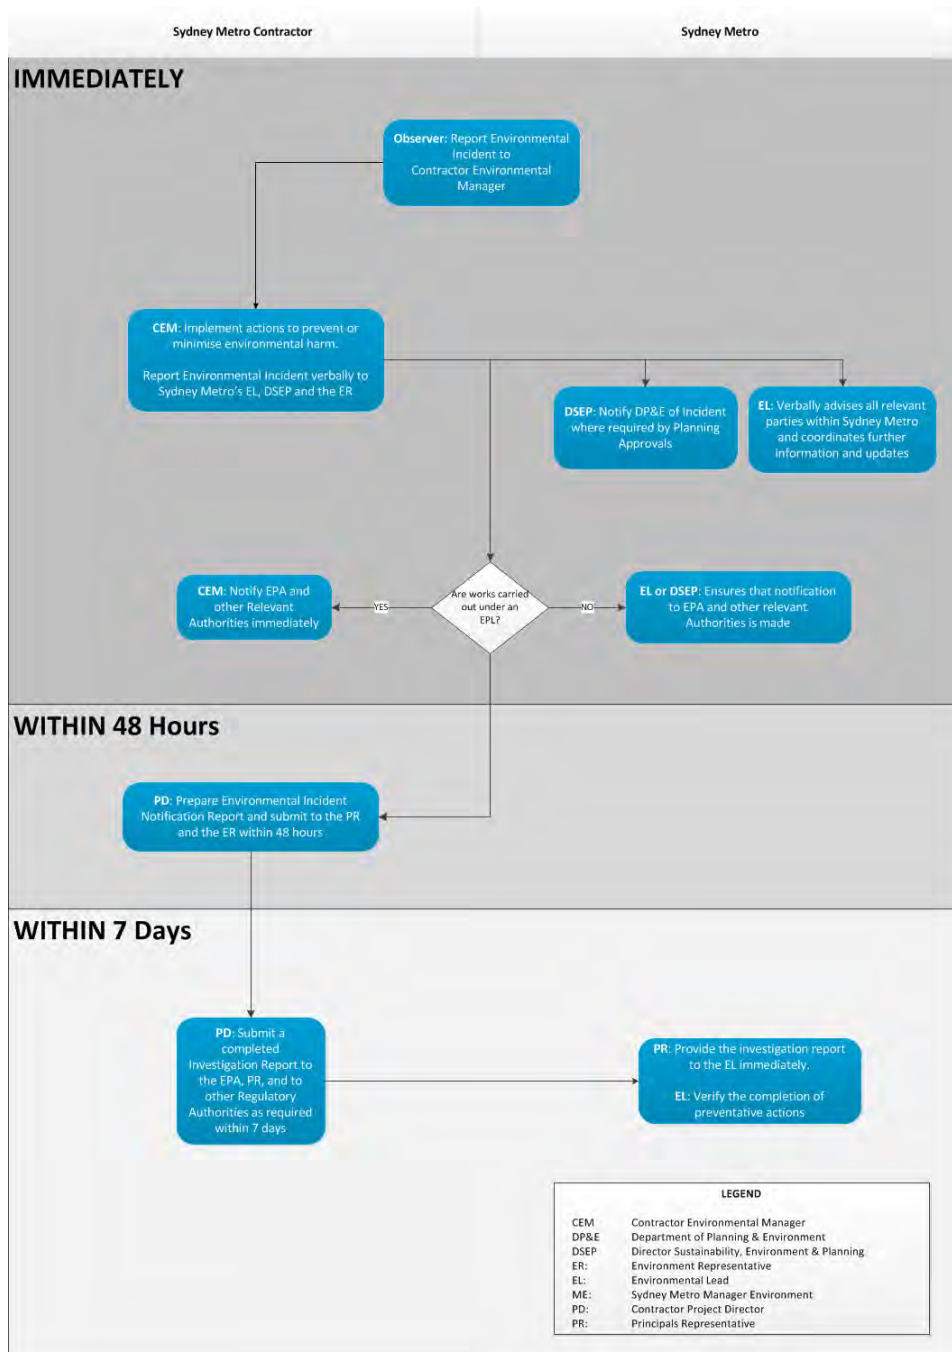 Sydney Metro Contractor
Sydney Metro
IMMEDIATELY
Observer: Report Environmental
Incident to
Contractor Environmental
Manager
CEM: Implement actions to prevent or
minimise environmental harm.
Report Environmental Incident verbally to
Sydney Metro's EL, DSEP and the ER
DSEP: Notify DP&E of Incident
where required by Planning
Approvals
EL: Verbally advises all relevant
parties within Sydney Metro
and coordinates further
information and updates
CEM: Notify EPA and
other Relevant
Authorities immediately
YES
Are works carried
out under an
EPL?
NO
EL or DSEP: Ensures that notification
to EPA and other relevant
Authorities is made
WITHIN 48 Hours
PD: Prepare Environmental Incident
Notification Report and submit to the PR
and the ER within 48 hours
WITHIN 7 Days
PD: Submit a
completed
Investigation Report to
the EPA, PR, and to
other Regulatory
Authorities as required
within 7 days
PR: Provide the investigation report
to the EL immediately.
EL: Verify the completion of
preventative actions
LEGEND
CEM Contractor Environmental Manager
DP&E Department of Planning & Environment
DSEP Director Sustainability, Environment & Planning
ER: Environment Representative
EL: Environmental Lead
ME: Sydney Metro Manager Environment
PD: Contractor Project Director
PR: Principals Representative